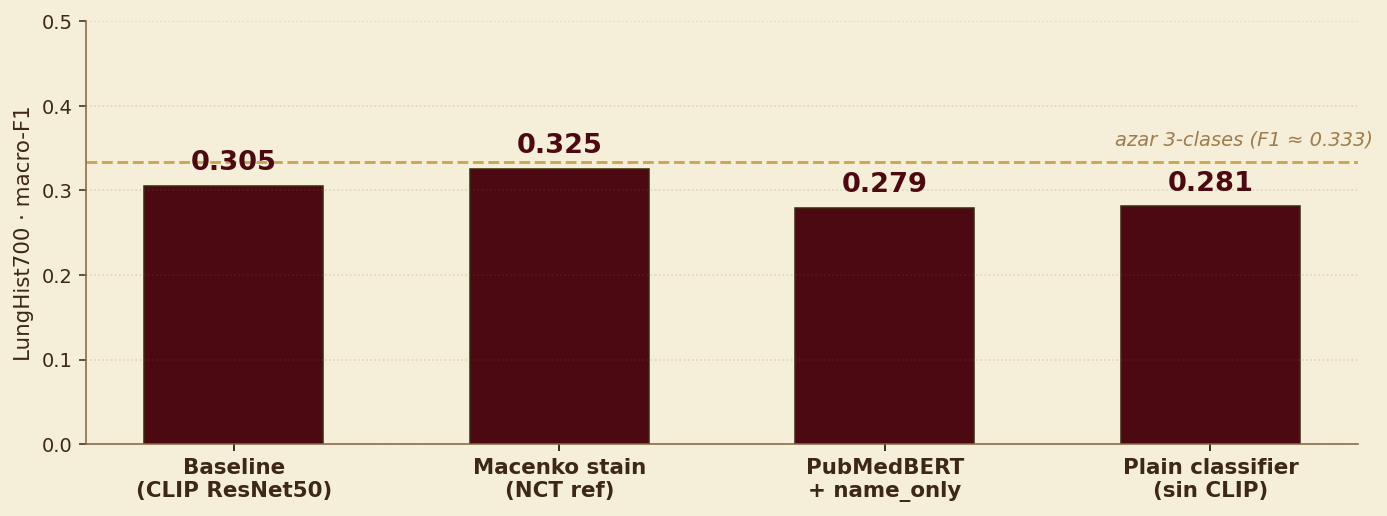 LungHist700 · macro-F1
0.5
0.4
0.3
0.2
0.1
0.0
0.305
0.325
0.279
0.281
azar 3-clases (F1 ≈ 0.333)
Baseline
(CLIP ResNet50)
Macenko stain
(NCT ref)
PubMedBERT
+ name_only
Plain classifier
(sin CLIP)